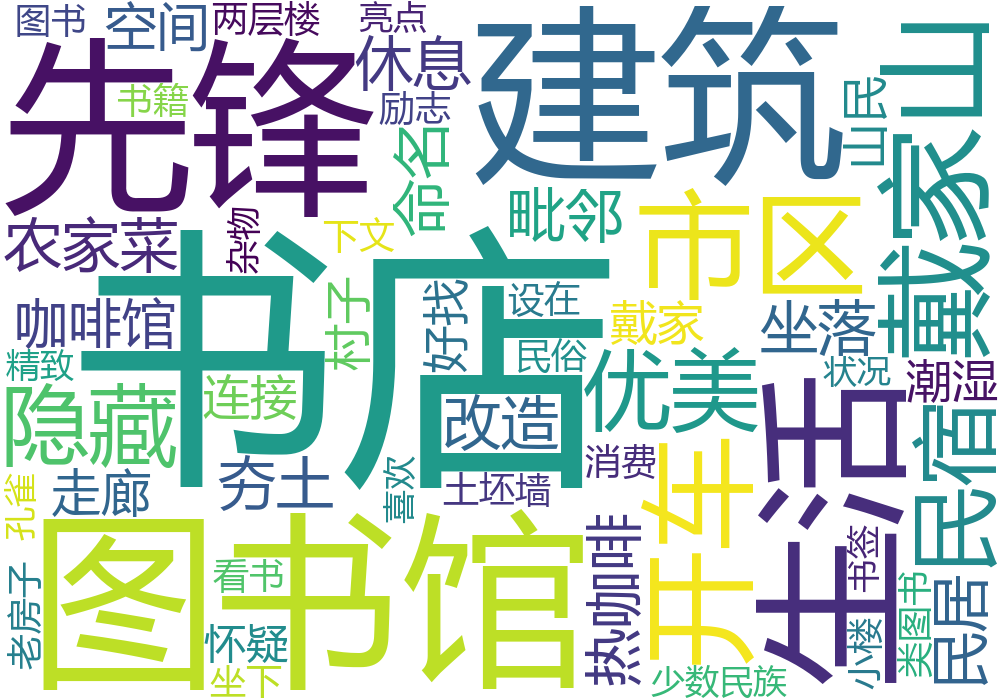 图书
空间
两层楼
亮点
先锋
书籍
休息
励志
建筑
山民
戴家山
命名
毗邻
市区
农家菜
杂物
下文
书店
咖啡馆
村子
好找
设在
民俗
戴家
坐落
精致
隐藏
连接
改造
优美
状况
潮湿
孔雀
走廊
夯土
喜欢
土坯墙
消费
开车
生活
民宿
图书馆
看书
老房子
怀疑
坐下
热咖啡
书签
小楼
类图书
民居
少数民族